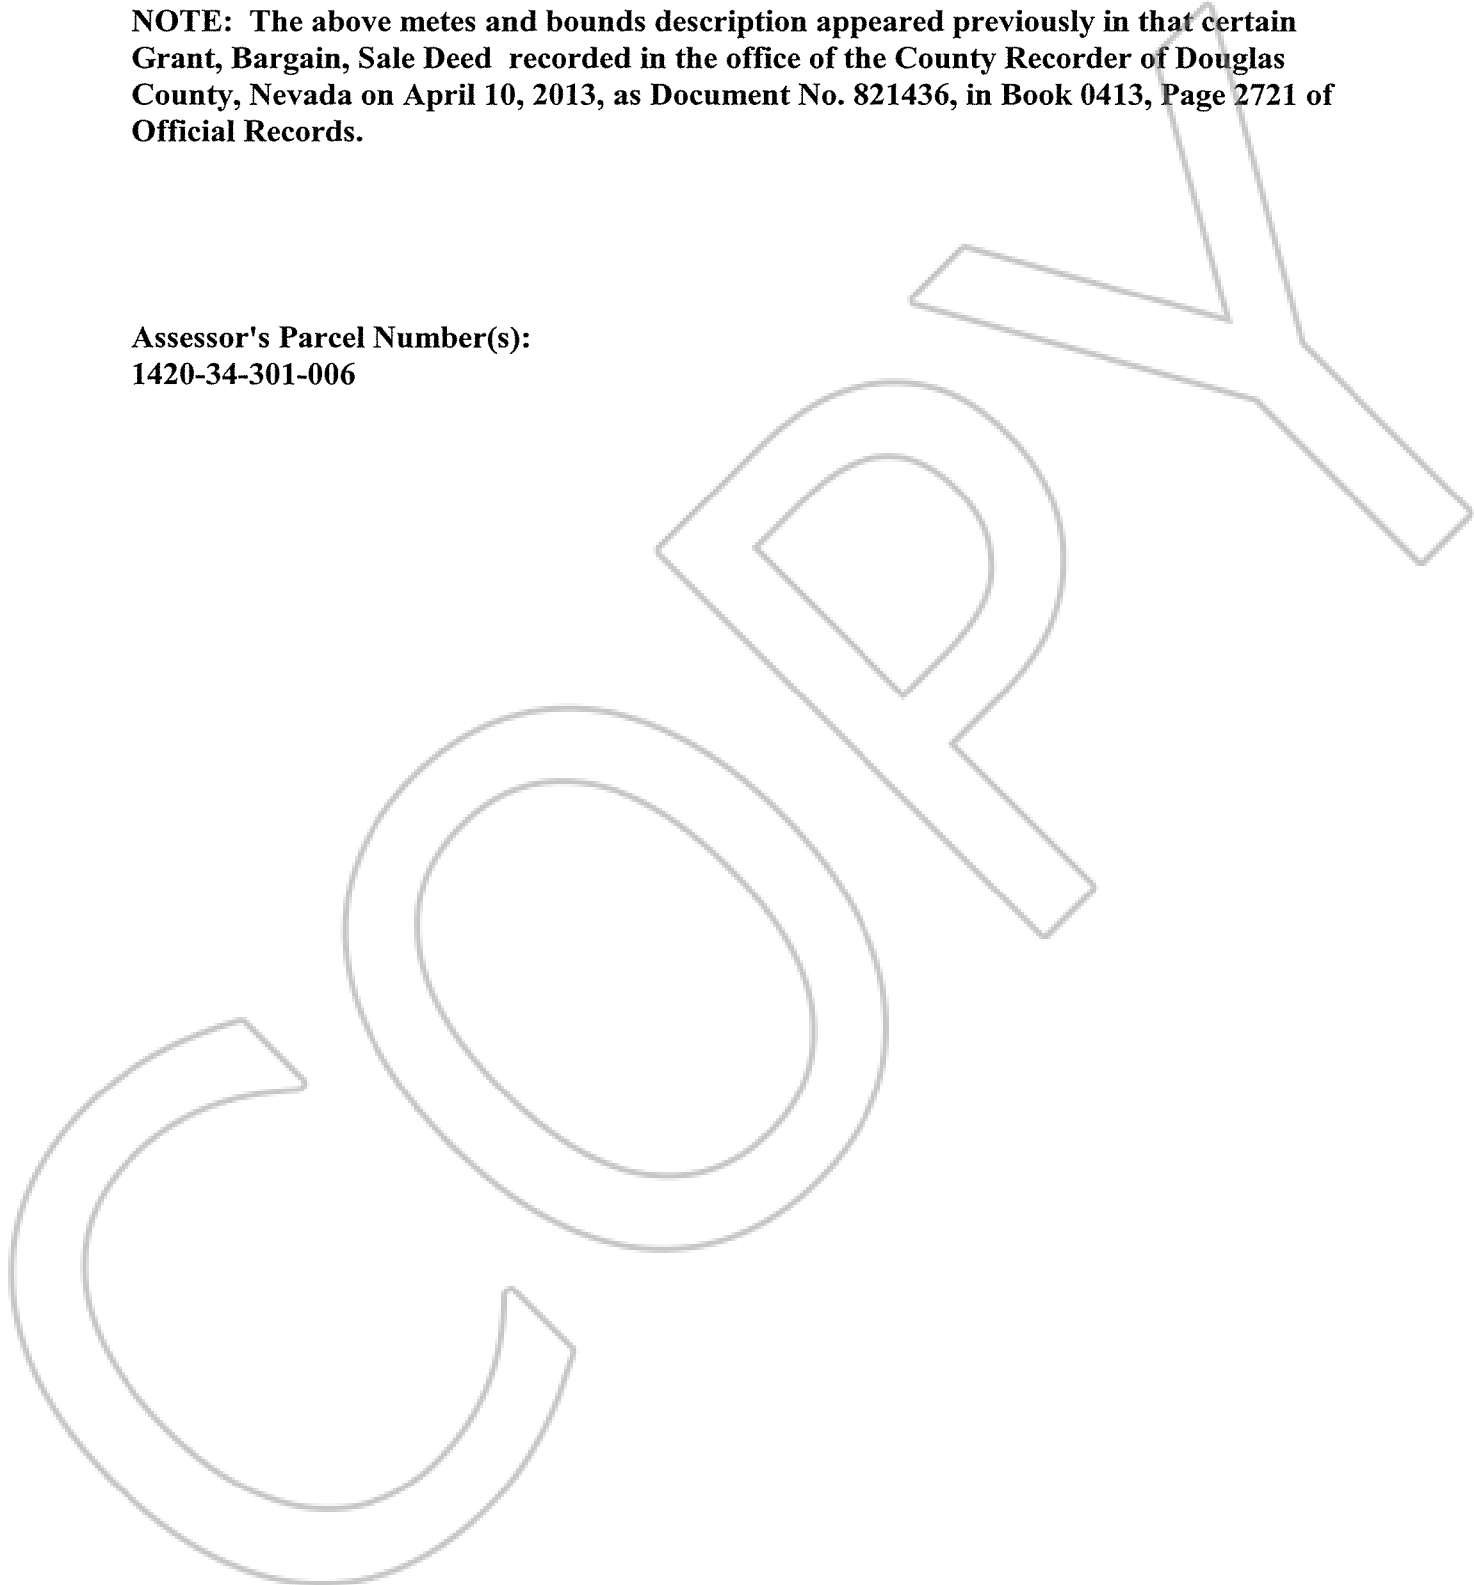 NOTE:  The above metes and bounds description appeared previously in that certain
Grant, Bargain, Sale Deed  recorded in the office of the County Recorder of Douglas
County, Nevada on April 10, 2013, as Document No. 821436, in Book 0413, Page 2721 of
Official Records.
Assessor's Parcel Number(s):
1420-34-301-006
COPY